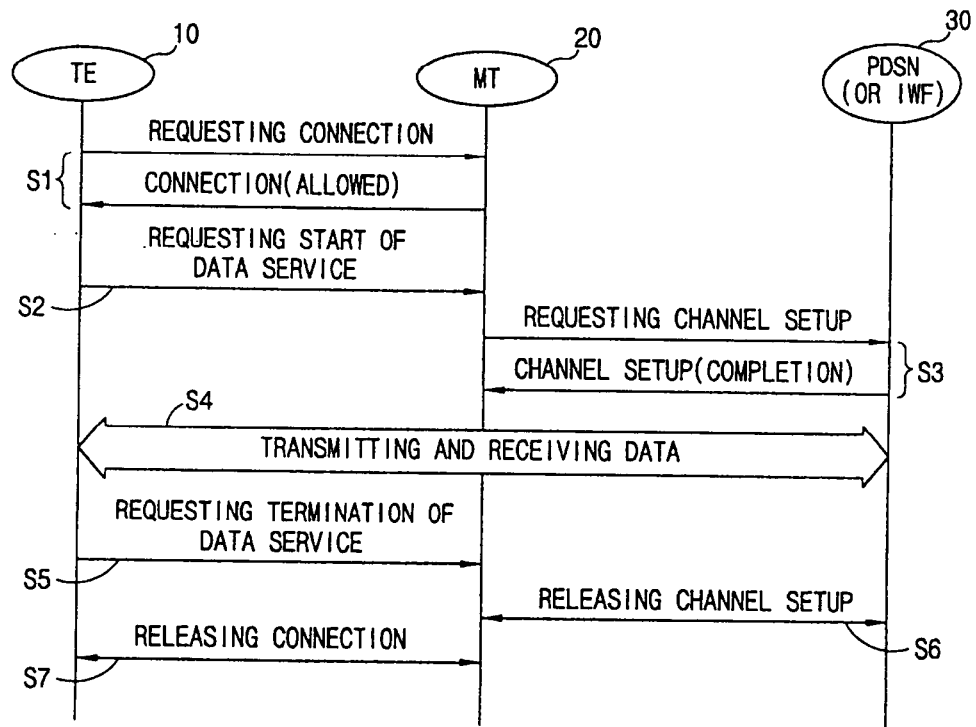 10
20
30
TE
MT
PDSN
(OR IWF)
REQUESTING CONNECTION
S1
CONNECTION(ALLOWED)
REQUESTING START OF
DATA SERVICE
S2
REQUESTING CHANNEL SETUP
CHANNEL SETUP(COMPLETION)
S3
S4
TRANSMITTING AND RECEIVING DATA
REQUESTING TERMINATION OF
DATA SERVICE
S5
RELEASING CHANNEL SETUP
S6
RELEASING CONNECTION
S7